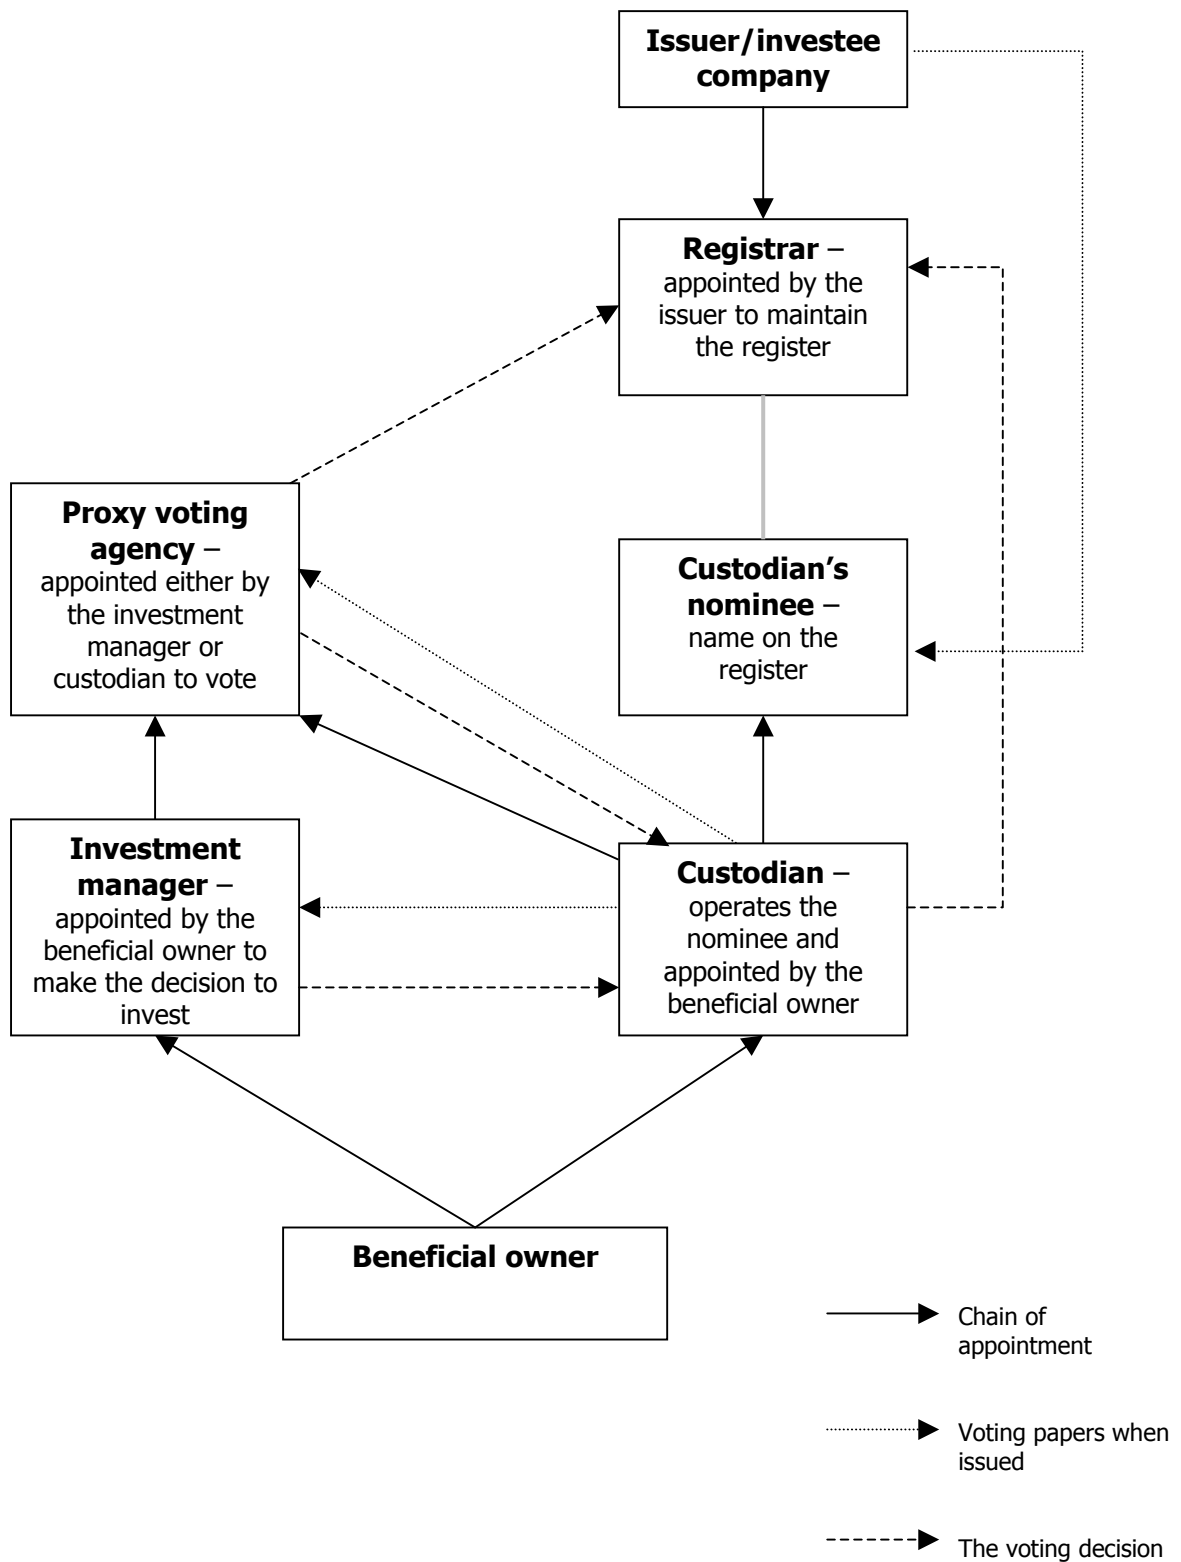 Issuer/investee
company
Registrar –
appointed by the
issuer to maintain
the register
Proxy voting
agency –
appointed either by
the investment
manager or
custodian to vote
Custodian’s
nominee –
name on the
register
Investment
manager –
appointed by the
beneficial owner to
make the decision to
invest
Custodian –
operates the
nominee and
appointed by the
beneficial owner
Beneficial owner
Chain of
appointment
Voting papers when
issued
The voting decision